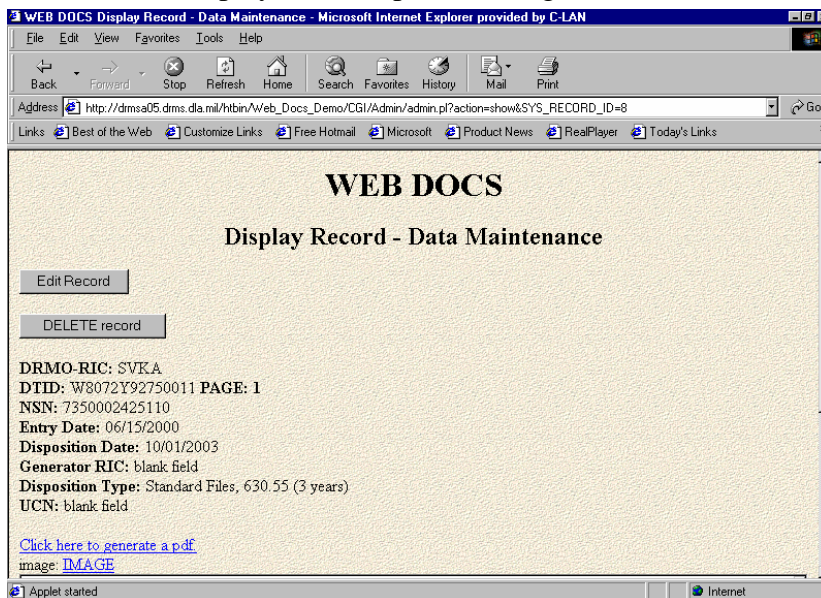 WEB DOCS Display Record - Data Maintenance - Microsoft Internet Explorer provided by C-LAN
File Edit View Favorites Tools Help
Back Forward Stop Refresh Home Search Favorites History Mail Print
Address http://drmsa05.drms.dla.mil/htbin/Web_Docs_Demo/CGI/Admin/admin.pl?action=show&SYS_RECORD_ID=8 Go
Links Best of the Web Customize Links Free Hotmail Microsoft Product News RealPlayer Today's Links
WEB DOCS
Display Record - Data Maintenance
Edit Record
DELETE record
DRMO-RIC: SVKA
DTID: W8072Y92750011 PAGE: 1
NSN: 7350002425110
Entry Date: 06/15/2000
Disposition Date: 10/01/2003
Generator RIC: blank field
Disposition Type: Standard Files, 630.55 (3 years)
UCN: blank field
Click here to generate a pdf.
image: IMAGE
Applet started Internet